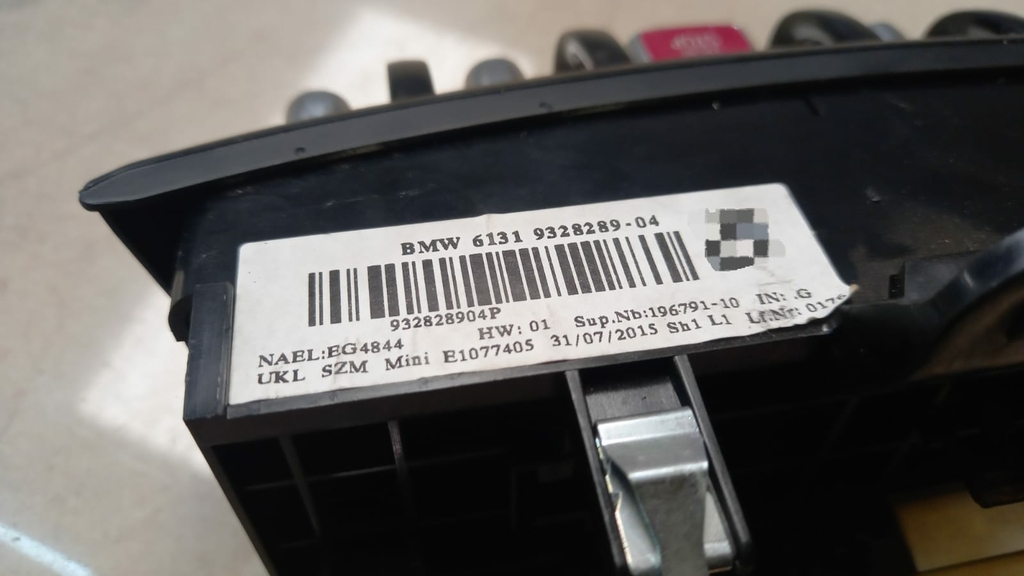 BMW 6131 9328289-04
932828904P
HW: 01 Sup.Nb:196791-10 IN: .G
NAEL:EG4844
UKL SZM Mini E1077405 31/07/2015 Sh1 L1